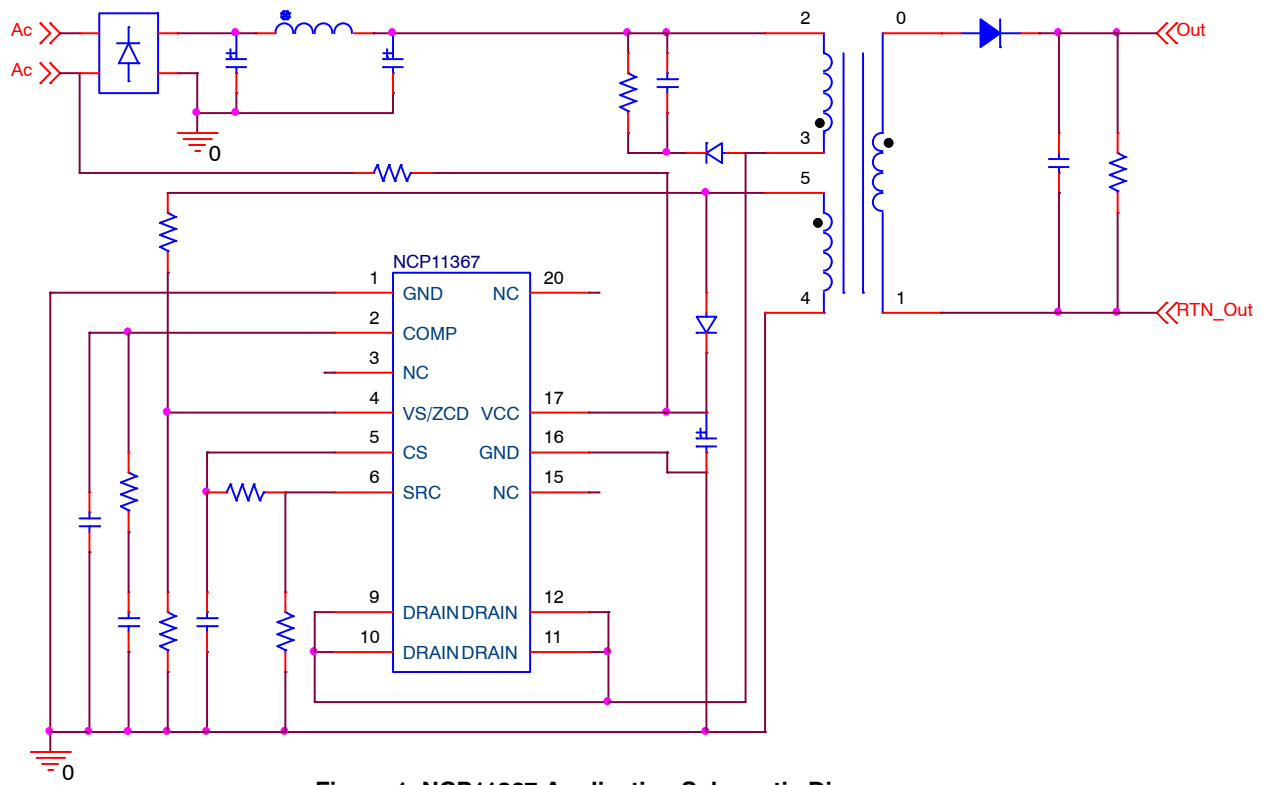 Ac
Ac
0
2
3
5
4
0
1
Out
RTN_Out
NCP11367
1 GND NC 20
2 COMP
3 NC
4 VS/ZCD VCC 17
5 CS GND 16
6 SRC NC 15
9 DRAIN DRAIN 12
10 DRAIN DRAIN 11
0